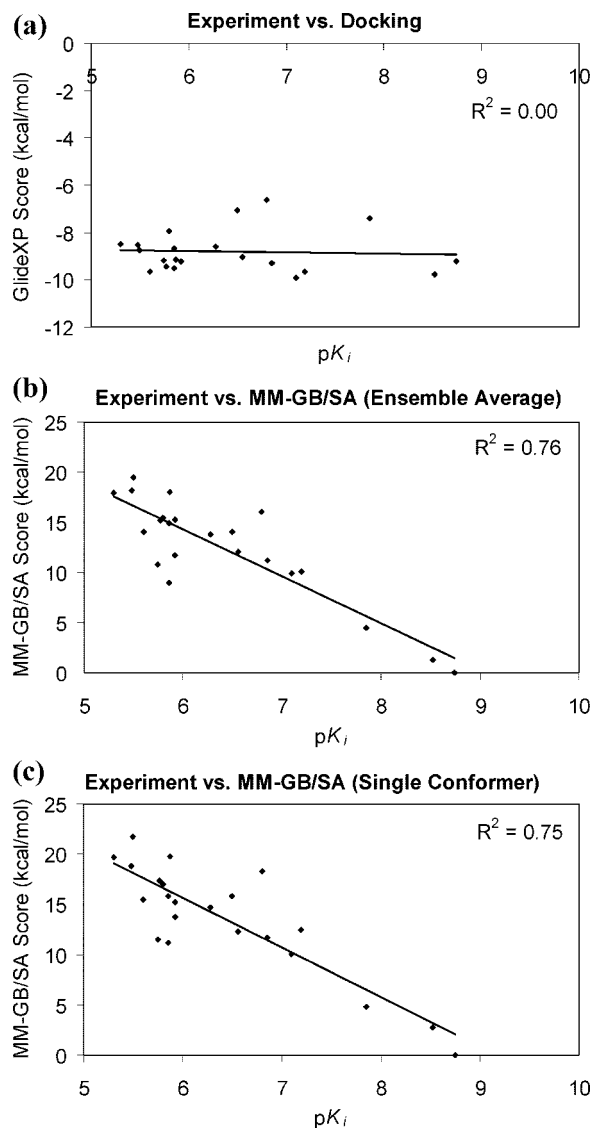 (a)
Experiment vs. Docking
0
5 6 7 8 9 10
-2
R² = 0.00
-4
-6
-8
-10
-12
GlideXP Score (kcal/mol)
pKᵢ
(b)
Experiment vs. MM-GB/SA (Ensemble Average)
25
R² = 0.76
20
15
10
5
0
MM-GB/SA Score (kcal/mol)
5 6 7 8 9 10
pKᵢ
(c)
Experiment vs. MM-GB/SA (Single Conformer)
25
R² = 0.75
20
15
10
5
0
MM-GB/SA Score (kcal/mol)
5 6 7 8 9 10
pKᵢ